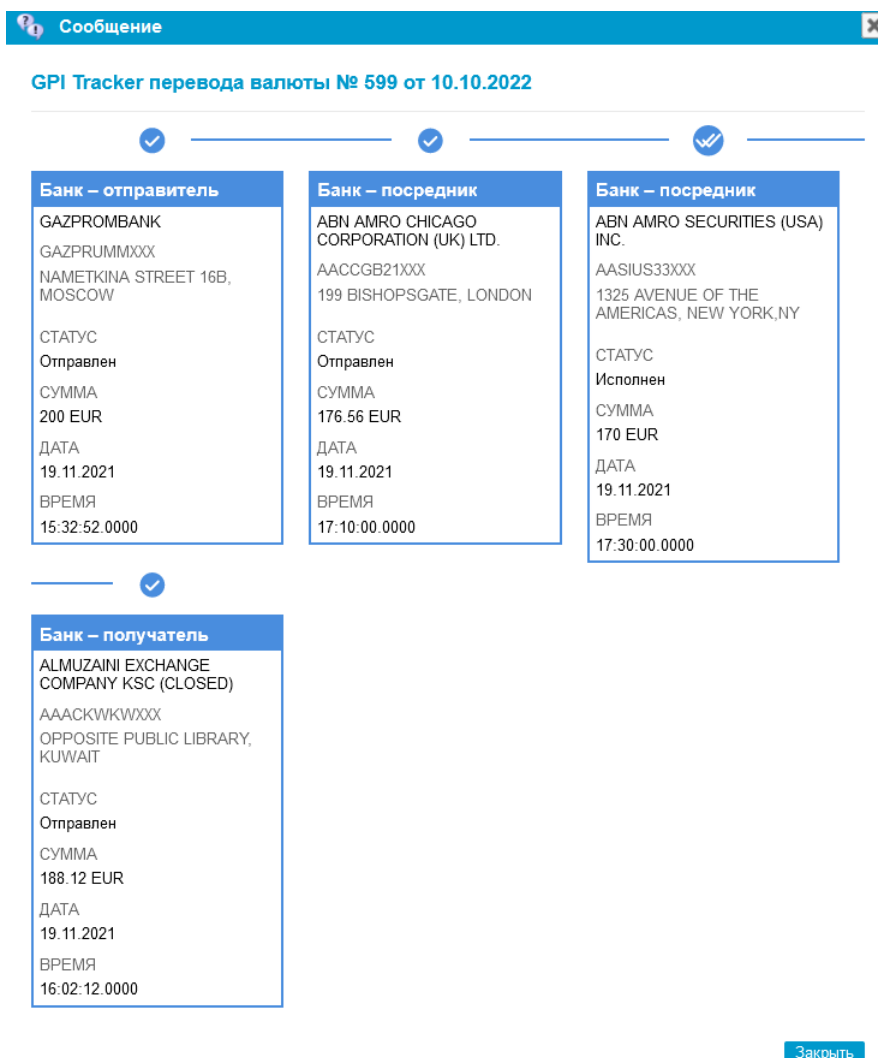 Сообщение
GPI Tracker перевода валюты № 599 от 10.10.2022
Банк – отправитель
GAZPROMBANK
GAZPRUMMXXX
NAMETKINA STREET 16B,
MOSCOW
СТАТУС
Отправлен
СУММА
200 EUR
ДАТА
19.11.2021
ВРЕМЯ
15:32:52.0000
Банк – посредник
ABN AMRO CHICAGO
CORPORATION (UK) LTD.
AACCGB21XXX
199 BISHOPSGATE, LONDON
СТАТУС
Отправлен
СУММА
176.56 EUR
ДАТА
19.11.2021
ВРЕМЯ
17:10:00.0000
Банк – посредник
ABN AMRO SECURITIES (USA)
INC.
AASIUS33XXX
1325 AVENUE OF THE
AMERICAS, NEW YORK,NY
СТАТУС
Исполнен
СУММА
170 EUR
ДАТА
19.11.2021
ВРЕМЯ
17:30:00.0000
Банк – получатель
ALMUZAINI EXCHANGE
COMPANY KSC (CLOSED)
AAACKWKWXXX
OPPOSITE PUBLIC LIBRARY,
KUWAIT
СТАТУС
Отправлен
СУММА
188.12 EUR
ДАТА
19.11.2021
ВРЕМЯ
16:02:12.0000
Закрыть